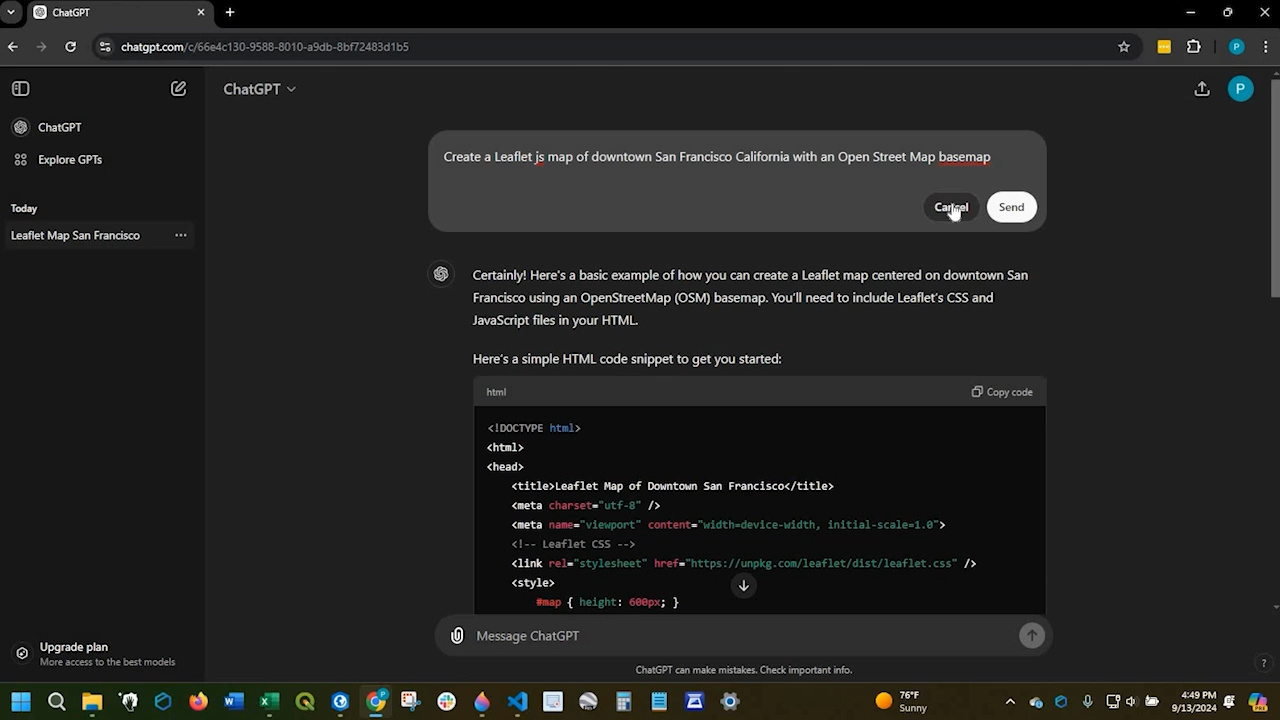 ChatGPT
chatgpt.com/c/66e4c130-9588-8010-a9db-8bf72483d1b5
P
ChatGPT
P
ChatGPT
Explore GPTs
Today
Leaflet Map San Francisco
Create a Leaflet js map of downtown San Francisco California with an Open Street Map basemap
Cancel
Send
Certainly! Here's a basic example of how you can create a Leaflet map centered on downtown San
Francisco using an OpenStreetMap (OSM) basemap. You'll need to include Leaflet's CSS and
JavaScript files in your HTML.
Here's a simple HTML code snippet to get you started:
html
Copy code
<!DOCTYPE html>
<html>
<head>
<title>Leaflet Map of Downtown San Francisco</title>
<meta charset="utf-8" />
<meta name="viewport" content="width=device-width, initial-scale=1.0">
<!-- Leaflet CSS -->
<link rel="stylesheet" href="https://unpkg.com/leaflet/dist/leaflet.css" />
<style>
#map { height: 600px; }
Message ChatGPT
ChatGPT can make mistakes. Check important info.
?
Upgrade plan
More access to the best models
76°F
Sunny
4:49 PM
9/13/2024